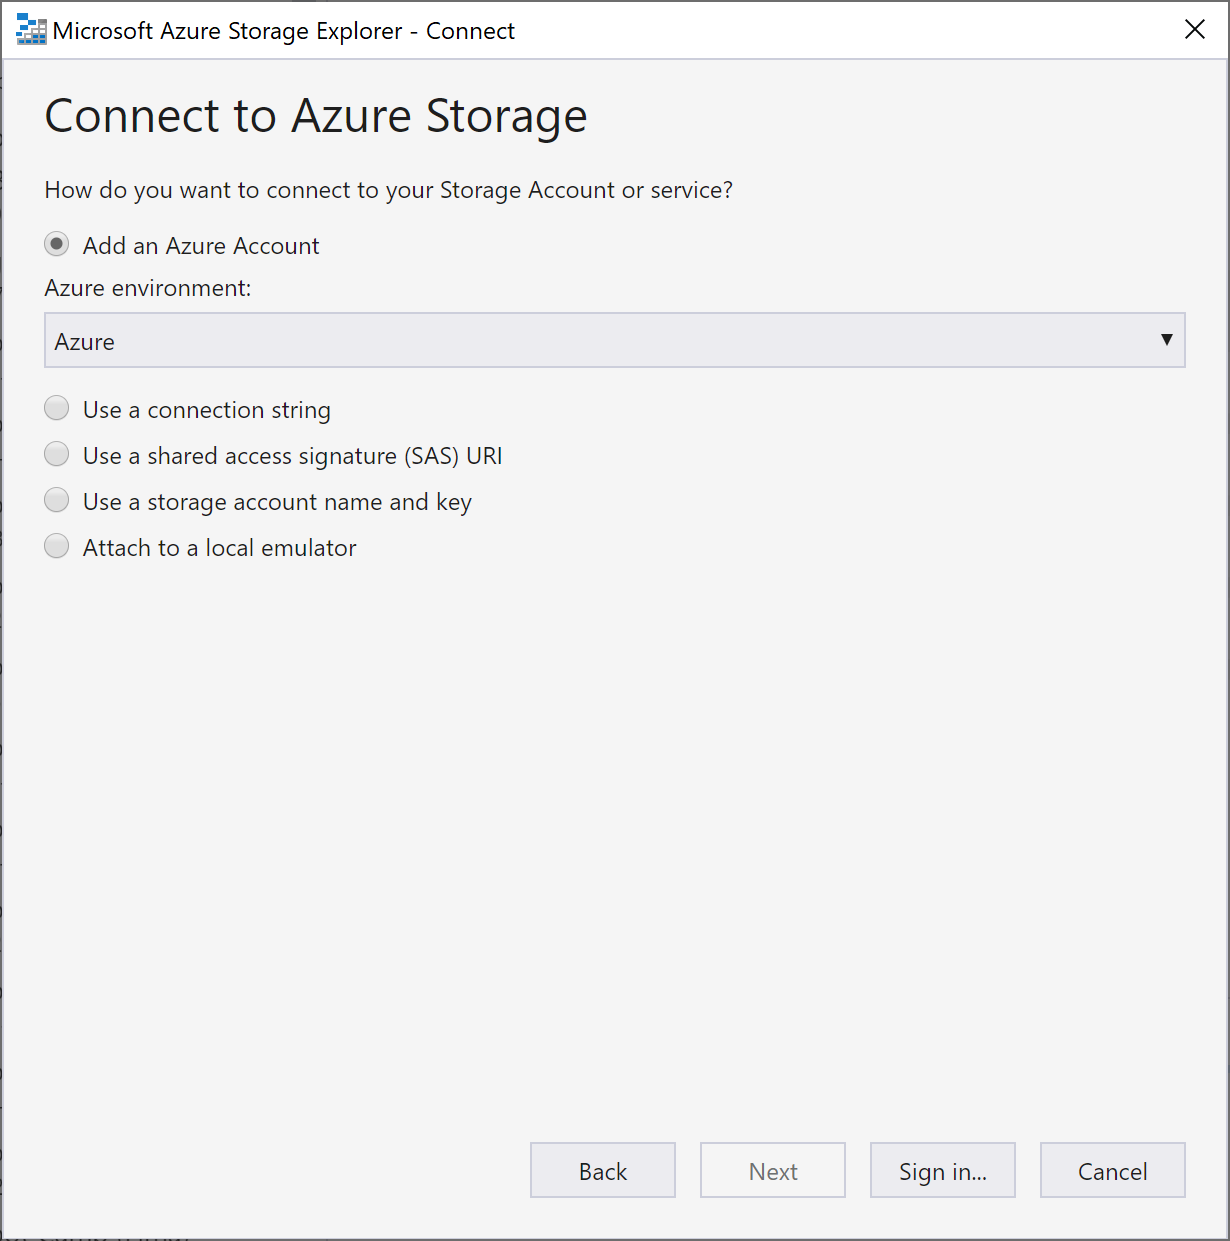 Microsoft Azure Storage Explorer - Connect
Connect to Azure Storage
How do you want to connect to your Storage Account or service?
Add an Azure Account
Azure environment:
Azure
Use a connection string
Use a shared access signature (SAS) URI
Use a storage account name and key
Attach to a local emulator
Back
Next
Sign in...
Cancel